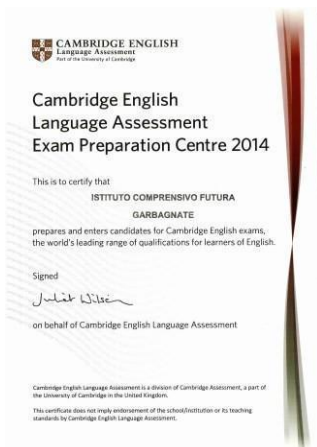 CAMBRIDGE ENGLISH
Language Assessment
Part of the University of Cambridge
Cambridge English
Language Assessment
Exam Preparation Centre 2014
This is to certify that
ISTITUTO COMPRENSIVO FUTURA
GARBAGNATE
prepares and enters candidates for Cambridge English exams,
the world's leading range of qualifications for learners of English.
Signed
Juliet Wilson
on behalf of Cambridge English Language Assessment
Cambridge English Language Assessment is a division of Cambridge Assessment, a part of
the University of Cambridge in the United Kingdom.
This certificate does not imply endorsement of the school/institution or its teaching
standards by Cambridge English Language Assessment.